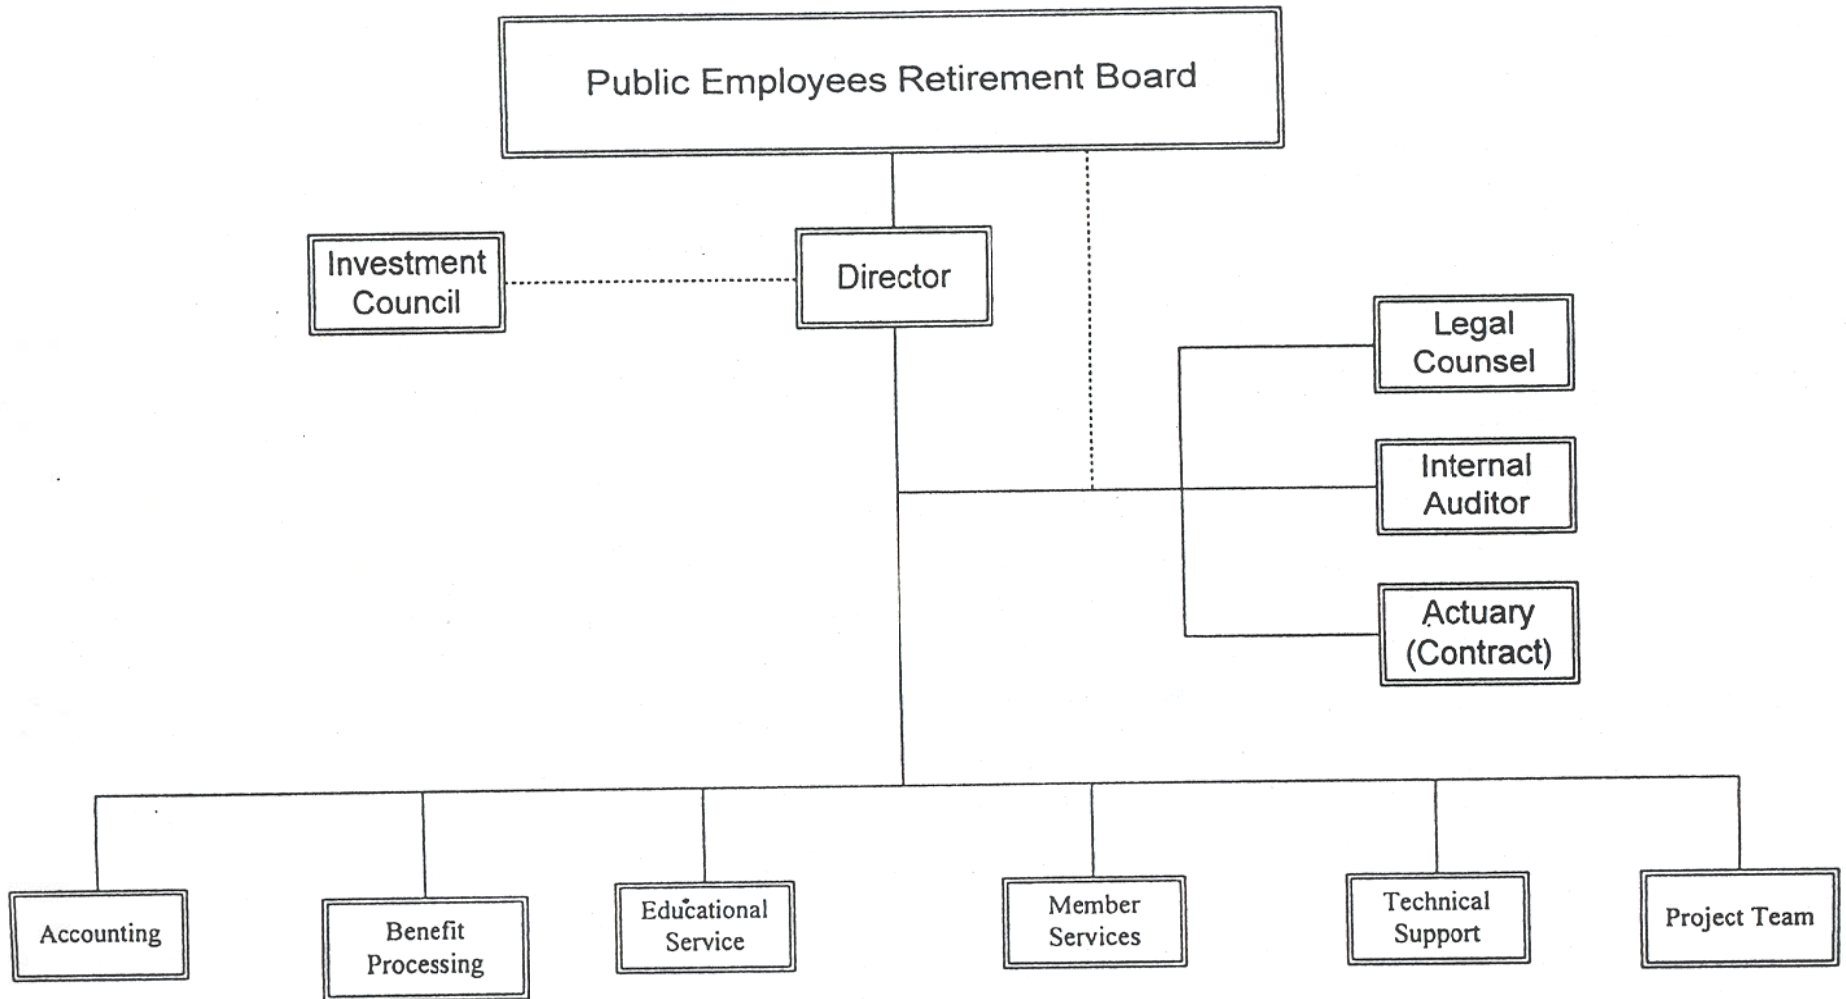 Public Employees Retirement Board
Investment
Council
Director
Legal
Counsel
Internal
Auditor
Actuary
(Contract)
Accounting
Benefit
Processing
Educational
Service
Member
Services
Technical
Support
Project Team